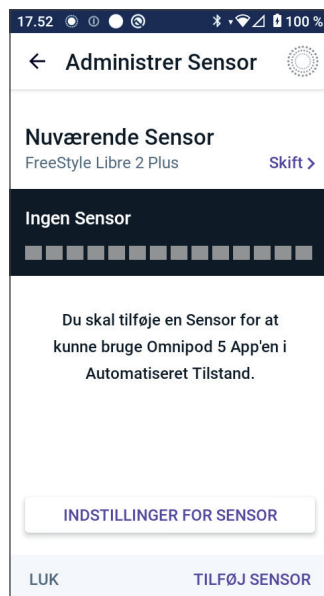 17.52 100 %
Administrer Sensor
Nuværende Sensor
FreeStyle Libre 2 Plus Skift
Ingen Sensor
Du skal tilføje en Sensor for at
kunne bruge Omnipod 5 App'en i
Automatiseret Tilstand.
INDSTILLINGER FOR SENSOR
LUK TILFØJ SENSOR